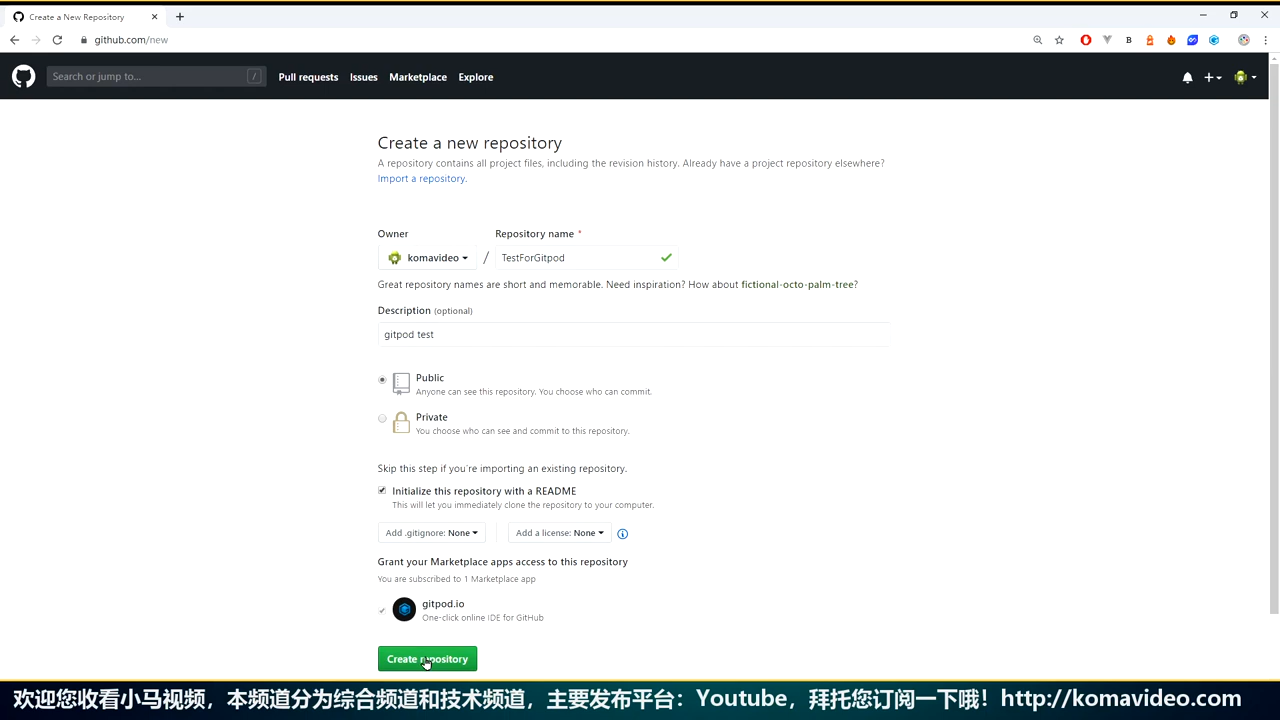 Create a New Repository
github.com/new
Search or jump to...
/
Pull requests
Issues
Marketplace
Explore
Create a new repository
A repository contains all project files, including the revision history. Already have a project repository elsewhere?
Import a repository.
Owner
Repository name *
komavideo
/
TestForGitpod
Great repository names are short and memorable. Need inspiration? How about fictional-octo-palm-tree?
Description (optional)
gitpod test
Public
Anyone can see this repository. You choose who can commit.
Private
You choose who can see and commit to this repository.
Skip this step if you're importing an existing repository.
Initialize this repository with a README
This will let you immediately clone the repository to your computer.
Add .gitignore: None
Add a license: None
Grant your Marketplace apps access to this repository
You are subscribed to 1 Marketplace app
gitpod.io
One-click online IDE for GitHub
Create repository
欢迎您收看小马视频，本频道分为综合频道和技术频道，主要发布平台：Youtube，拜托您订阅一下哦！http://komavideo.com